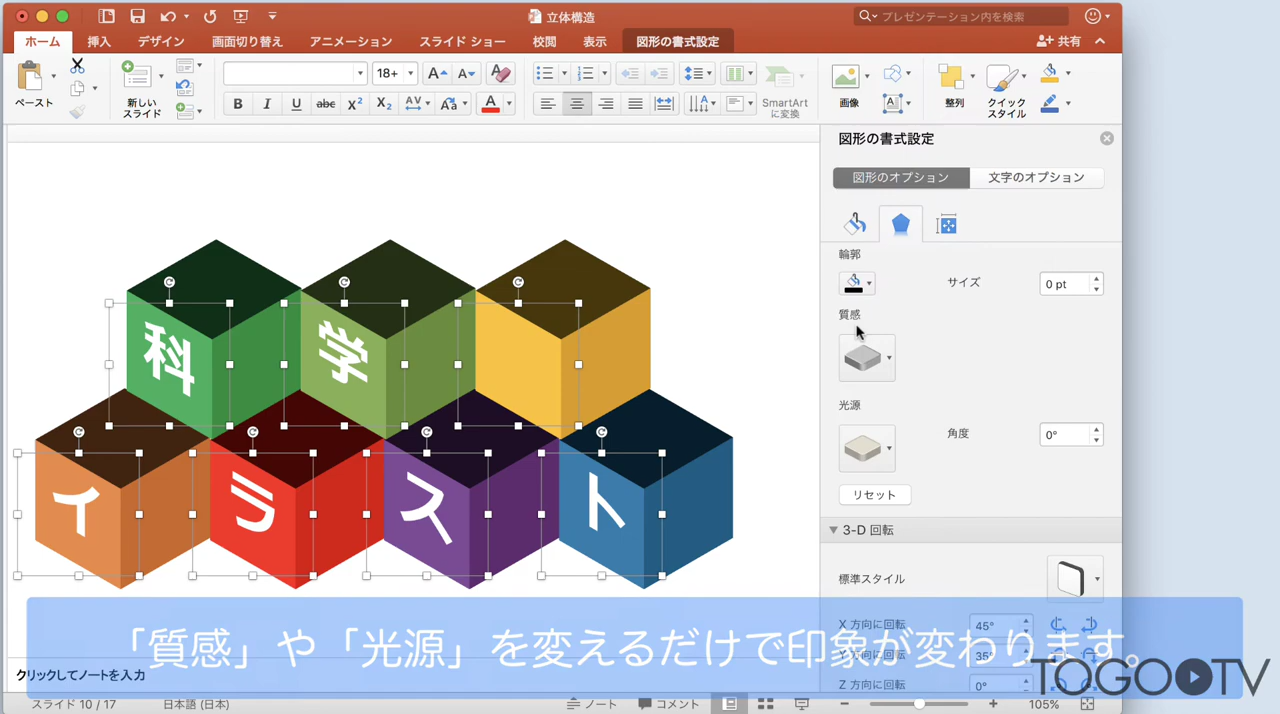 立体構造
プレゼンテーション内を検索
ホーム 挿入 デザイン 画面切り替え アニメーション スライド ショー 校閲 表示 図形の書式設定 共有
ペースト
新しい
スライド
18+
B I U abc X² X₂ AV Aa A
SmartArt
に変換
画像
整列
クイック
スタイル
図形の書式設定
図形のオプション 文字のオプション
輪郭
サイズ 0 pt
質感
光源
角度 0°
リセット
3-D 回転
標準スタイル
X 方向に回転 45°
Y 方向に回転 35°
Z 方向に回転 0°
科 学
イ ラ ス ト
「質感」や「光源」を変えるだけで印象が変わります。
クリックしてノートを入力
TOGOTV
スライド 10 / 17 日本語 (日本) ノート コメント 105%